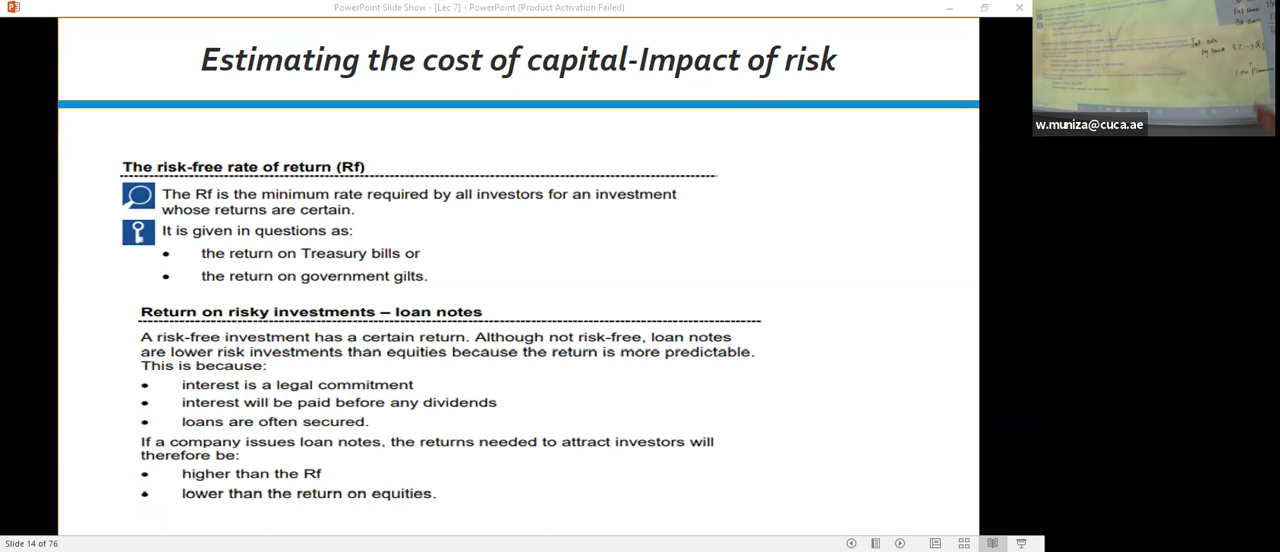 PowerPoint Slide Show - [Lec 7] - PowerPoint (Product Activation Failed)
Estimating the cost of capital-Impact of risk
w.muniza@cuca.ae
The risk-free rate of return (Rf)
The Rf is the minimum rate required by all investors for an investment
whose returns are certain.
It is given in questions as:
• the return on Treasury bills or
• the return on government gilts.
Return on risky investments – loan notes
A risk-free investment has a certain return. Although not risk-free, loan notes
are lower risk investments than equities because the return is more predictable.
This is because:
• interest is a legal commitment
• interest will be paid before any dividends
• loans are often secured.
If a company issues loan notes, the returns needed to attract investors will
therefore be:
• higher than the Rf
• lower than the return on equities.
Slide 14 of 76